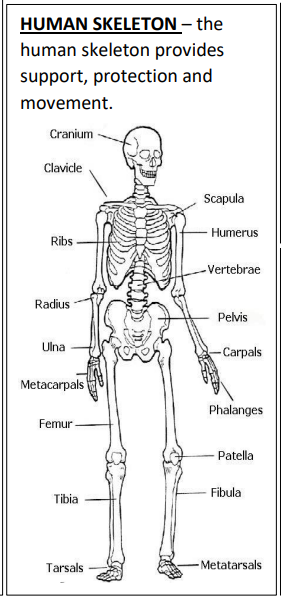 HUMAN SKELETON – the
human skeleton provides
support, protection and
movement.
Cranium
Clavicle
Scapula
Humerus
Ribs
Vertebrae
Radius
Pelvis
Ulna
Carpals
Metacarpals
Phalanges
Femur
Patella
Fibula
Tibia
Tarsals
Metatarsals